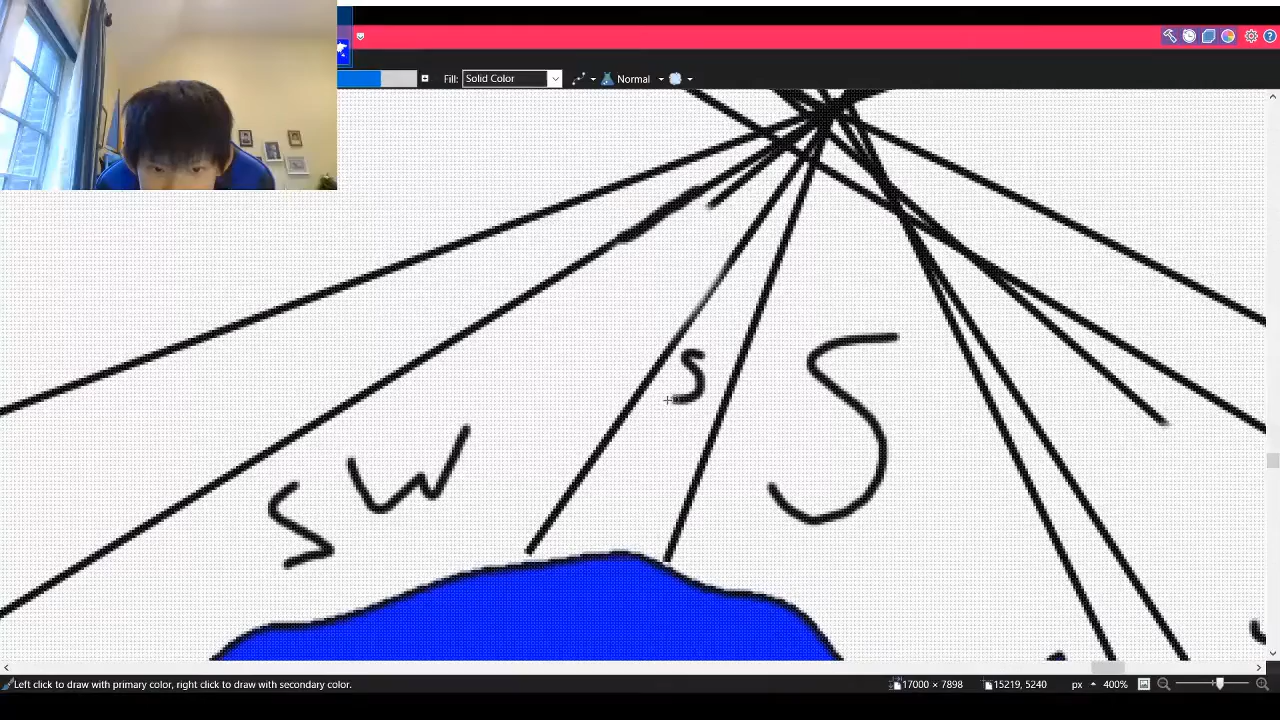 Fill: Solid Color Normal
S
S
S W
Left click to draw with primary color, right click to draw with secondary color. 17000 × 7898 15219, 5240 px 400%